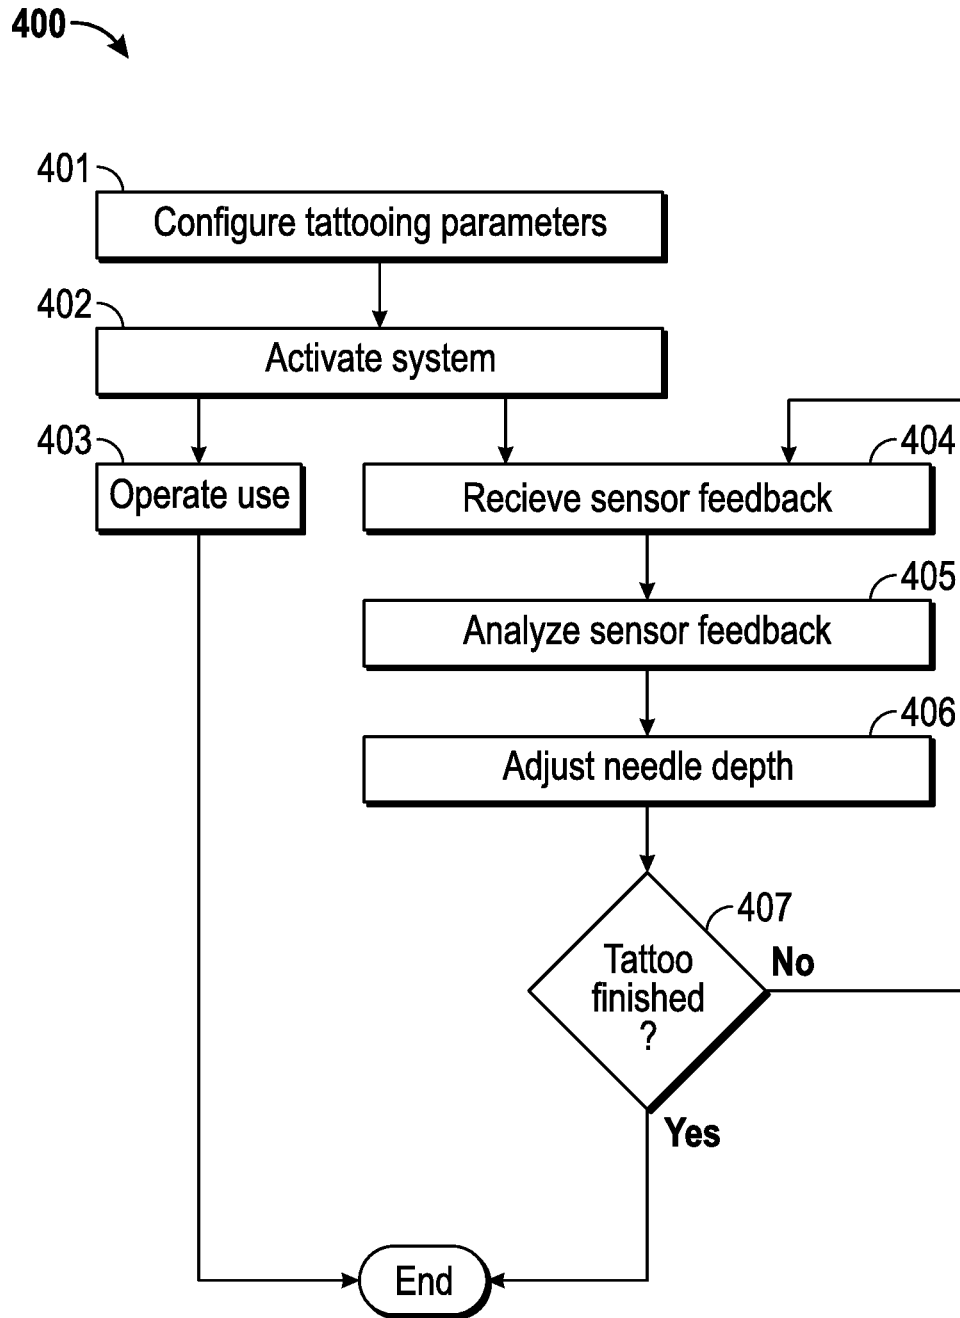 400
401
Configure tattooing parameters
402
Activate system
403
Operate use
404
Recieve sensor feedback
405
Analyze sensor feedback
406
Adjust needle depth
407
Tattoo
finished
?
No
Yes
End